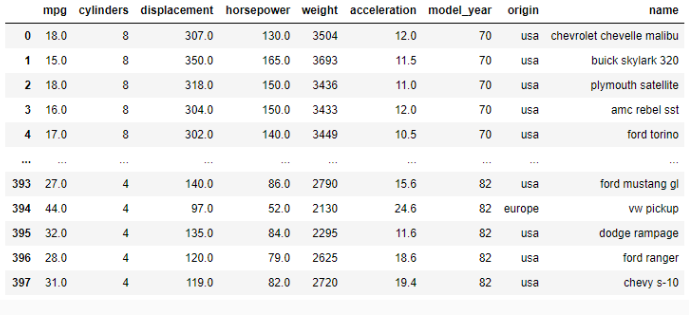 mpg cylinders displacement horsepower weight acceleration model_year origin name
0 18.0 8 307.0 130.0 3504 12.0 70 usa chevrolet chevelle malibu
1 15.0 8 350.0 165.0 3693 11.5 70 usa buick skylark 320
2 18.0 8 318.0 150.0 3436 11.0 70 usa plymouth satellite
3 16.0 8 304.0 150.0 3433 12.0 70 usa amc rebel sst
4 17.0 8 302.0 140.0 3449 10.5 70 usa ford torino
... ... ... ... ... ... ... ... ... ...
393 27.0 4 140.0 86.0 2790 15.6 82 usa ford mustang gl
394 44.0 4 97.0 52.0 2130 24.6 82 europe vw pickup
395 32.0 4 135.0 84.0 2295 11.6 82 usa dodge rampage
396 28.0 4 120.0 79.0 2625 18.6 82 usa ford ranger
397 31.0 4 119.0 82.0 2720 19.4 82 usa chevy s-10